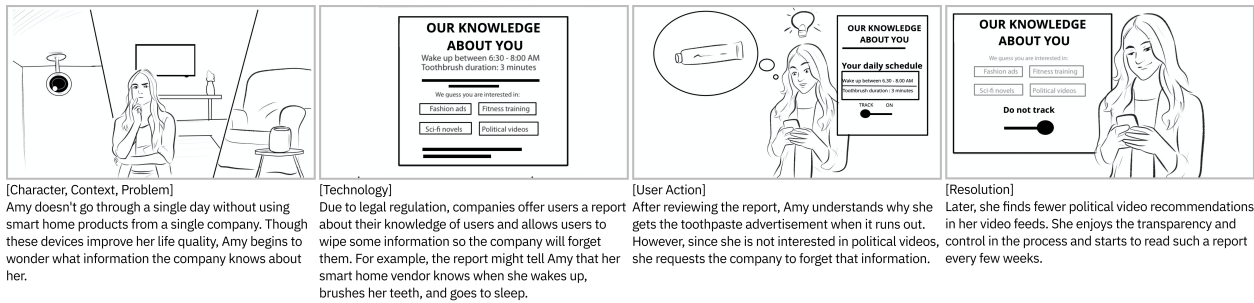 OUR KNOWLEDGE
ABOUT YOU
Wake up between 6:30 - 8:00 AM
Toothbrush duration: 3 minutes
We guess you are interested in:
Fashion ads
Fitness training
Sci-fi novels
Political videos
OUR KNOWLEDGE
ABOUT YOU
Your daily schedule
Wake up between 6.30 - 8:00 AM
Toothbrush duration : 3 minutes
TRACK
ON
OUR KNOWLEDGE
ABOUT YOU
We guess you are interested in:
Fashion ads
Fitness training
Sci-fi novels
Political videos
Do not track
[Character, Context, Problem]
Amy doesn't go through a single day without using
smart home products from a single company. Though
these devices improve her life quality, Amy begins to
wonder what information the company knows about
her.
[Technology]
Due to legal regulation, companies offer users a report
about their knowledge of users and allows users to
wipe some information so the company will forget
them. For example, the report might tell Amy that her
smart home vendor knows when she wakes up,
brushes her teeth, and goes to sleep.
[User Action]
After reviewing the report, Amy understands why she
gets the toothpaste advertisement when it runs out.
However, since she is not interested in political videos,
she requests the company to forget that information.
[Resolution]
Later, she finds fewer political video recommendations
in her video feeds. She enjoys the transparency and
control in the process and starts to read such a report
every few weeks.